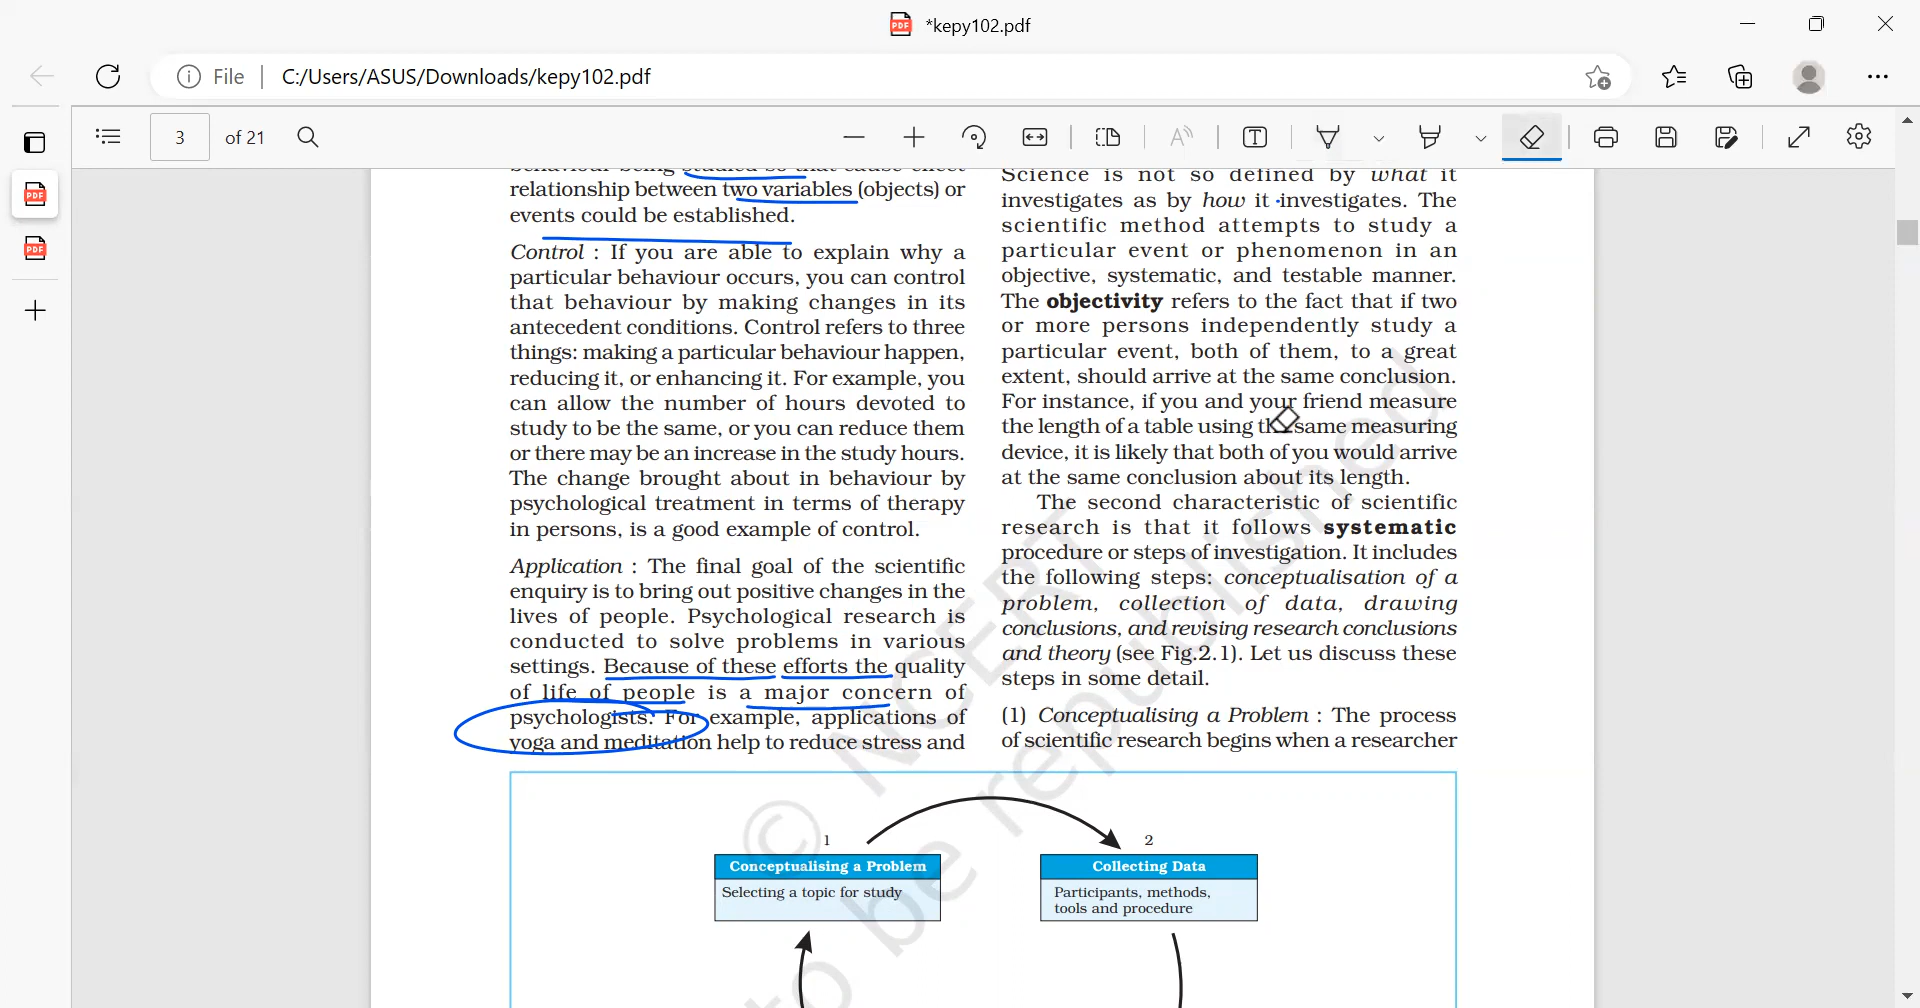 *kepy102.pdf
File
C:/Users/ASUS/Downloads/kepy102.pdf
3 of 21
behaviour being studied so that cause-effect
relationship between two variables (objects) or
events could be established.
Control : If you are able to explain why a
particular behaviour occurs, you can control
that behaviour by making changes in its
antecedent conditions. Control refers to three
things: making a particular behaviour happen,
reducing it, or enhancing it. For example, you
can allow the number of hours devoted to
study to be the same, or you can reduce them
or there may be an increase in the study hours.
The change brought about in behaviour by
psychological treatment in terms of therapy
in persons, is a good example of control.
Application : The final goal of the scientific
enquiry is to bring out positive changes in the
lives of people. Psychological research is
conducted to solve problems in various
settings. Because of these efforts the quality
of life of people is a major concern of
psychologists. For example, applications of
yoga and meditation help to reduce stress and
Science is not so defined by what it
investigates as by how it investigates. The
scientific method attempts to study a
particular event or phenomenon in an
objective, systematic, and testable manner.
The objectivity refers to the fact that if two
or more persons independently study a
particular event, both of them, to a great
extent, should arrive at the same conclusion.
For instance, if you and your friend measure
the length of a table using the same measuring
device, it is likely that both of you would arrive
at the same conclusion about its length.
The second characteristic of scientific
research is that it follows systematic
procedure or steps of investigation. It includes
the following steps: conceptualisation of a
problem, collection of data, drawing
conclusions, and revising research conclusions
and theory (see Fig.2.1). Let us discuss these
steps in some detail.
(1) Conceptualising a Problem : The process
of scientific research begins when a researcher
1
Conceptualising a Problem
Selecting a topic for study
2
Collecting Data
Participants, methods,
tools and procedure
© NCERT
to be republished